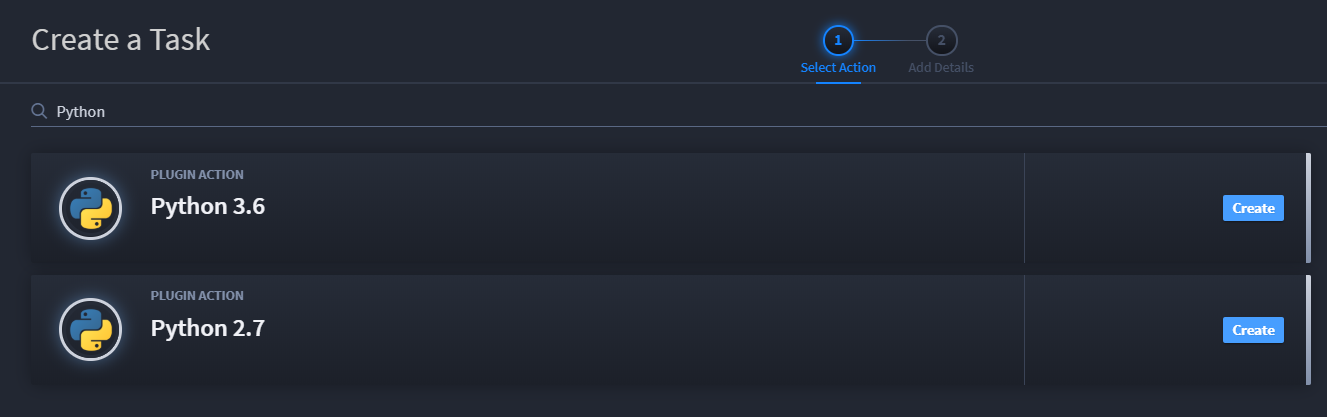 Create a Task
1
2
Select Action
Add Details
Python
PLUGIN ACTION
Python 3.6
Create
PLUGIN ACTION
Python 2.7
Create